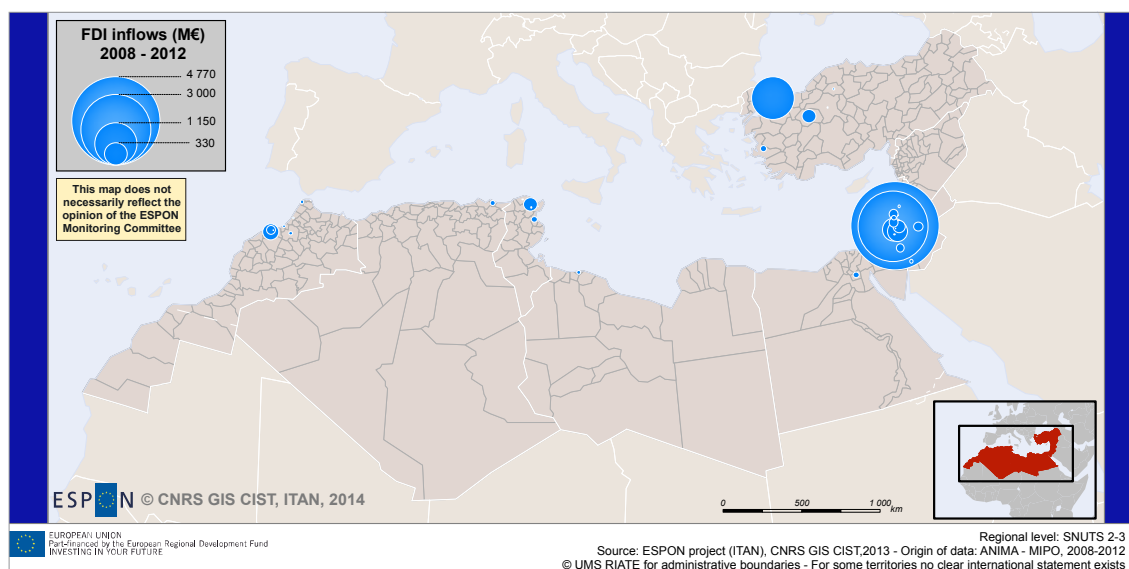 FDI inflows (M€)
2008 - 2012
4 770
3 000
1 150
330
This map does not
necessarily reflect the
opinion of the ESPON
Monitoring Committee
ESPON © CNRS GIS CIST, ITAN, 2014
0 500 1 000
km
EUROPEAN UNION
Part-financed by the European Regional Development Fund
INVESTING IN YOUR FUTURE
Regional level: SNUTS 2-3
Source: ESPON project (ITAN), CNRS GIS CIST,2013 - Origin of data: ANIMA - MIPO, 2008-2012
© UMS RIATE for administrative boundaries - For some territories no clear international statement exists